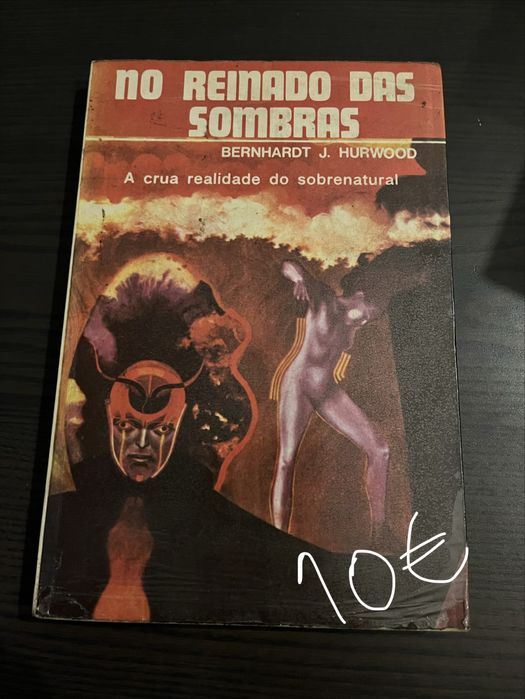 NO REINADO DAS
SOMBRAS
BERNHARDT J. HURWOOD
A crua realidade do sobrenatural
10€